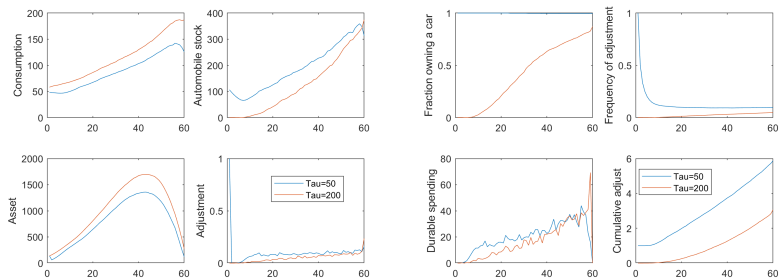 Consumption
200
150
100
50
0
0 20 40 60
Automobile stock
400
300
200
100
0
0 20 40 60
Fraction owning a car
1
0.5
0
0 20 40 60
Frequency of adjustment
1
0.5
0
0 20 40 60
Asset
2000
1500
1000
500
0
0 20 40 60
Adjustment
1
0.5
0
0 20 40 60
Tau=50
Tau=200
Durable spending
80
60
40
20
0
0 20 40 60
Cumulative adjust
6
4
2
0
0 20 40 60
Tau=50
Tau=200